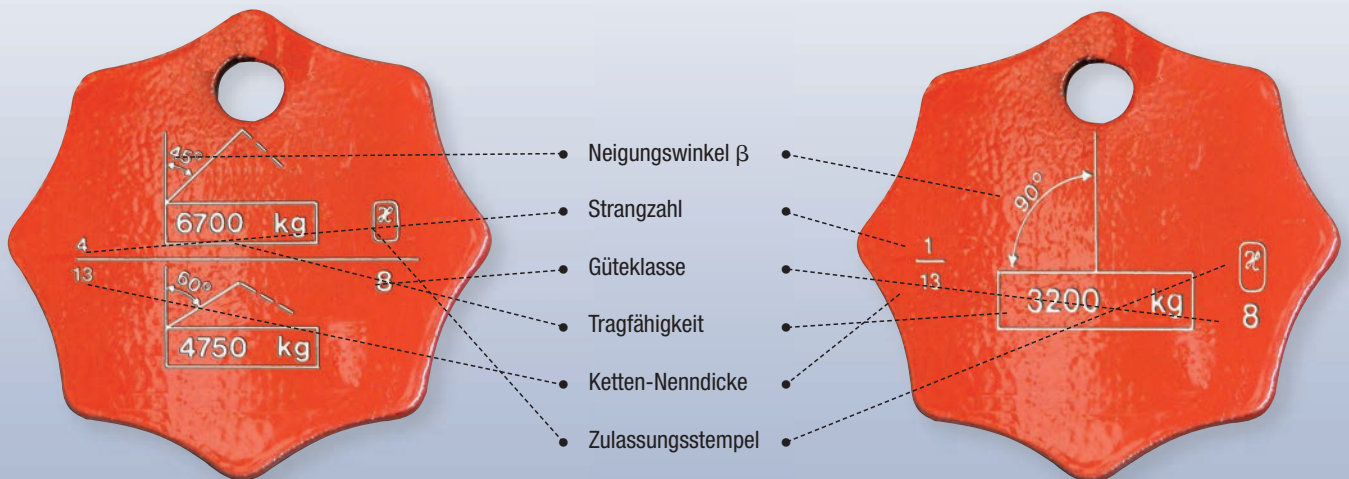 45°
6700 kg
4
13
8
60°
4750 kg
Neigungswinkel β
Strangzahl
Güteklasse
Tragfähigkeit
Ketten-Nenndicke
Zulassungsstempel
90°
1
13
3200 kg
8